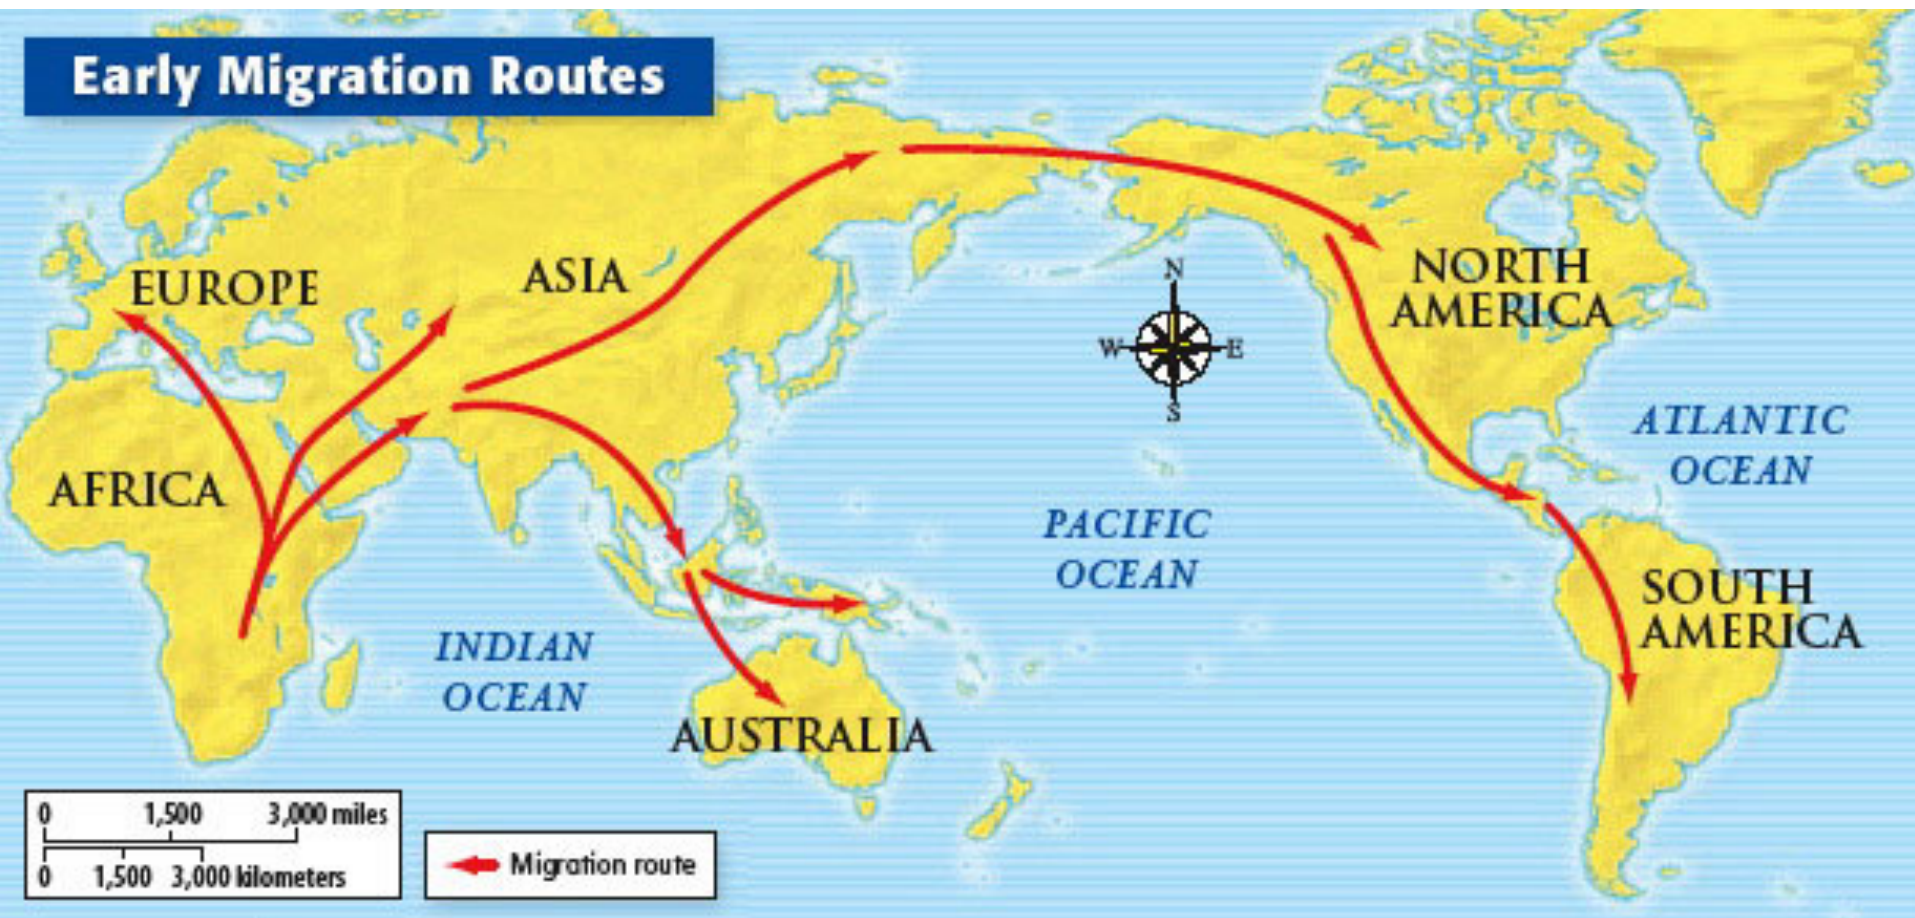 Early Migration Routes
EUROPE
ASIA
AFRICA
NORTH
AMERICA
N
W
E
S
ATLANTIC
OCEAN
PACIFIC
OCEAN
INDIAN
OCEAN
SOUTH
AMERICA
AUSTRALIA
0 1,500 3,000 miles
0 1,500 3,000 kilometers
Migration route